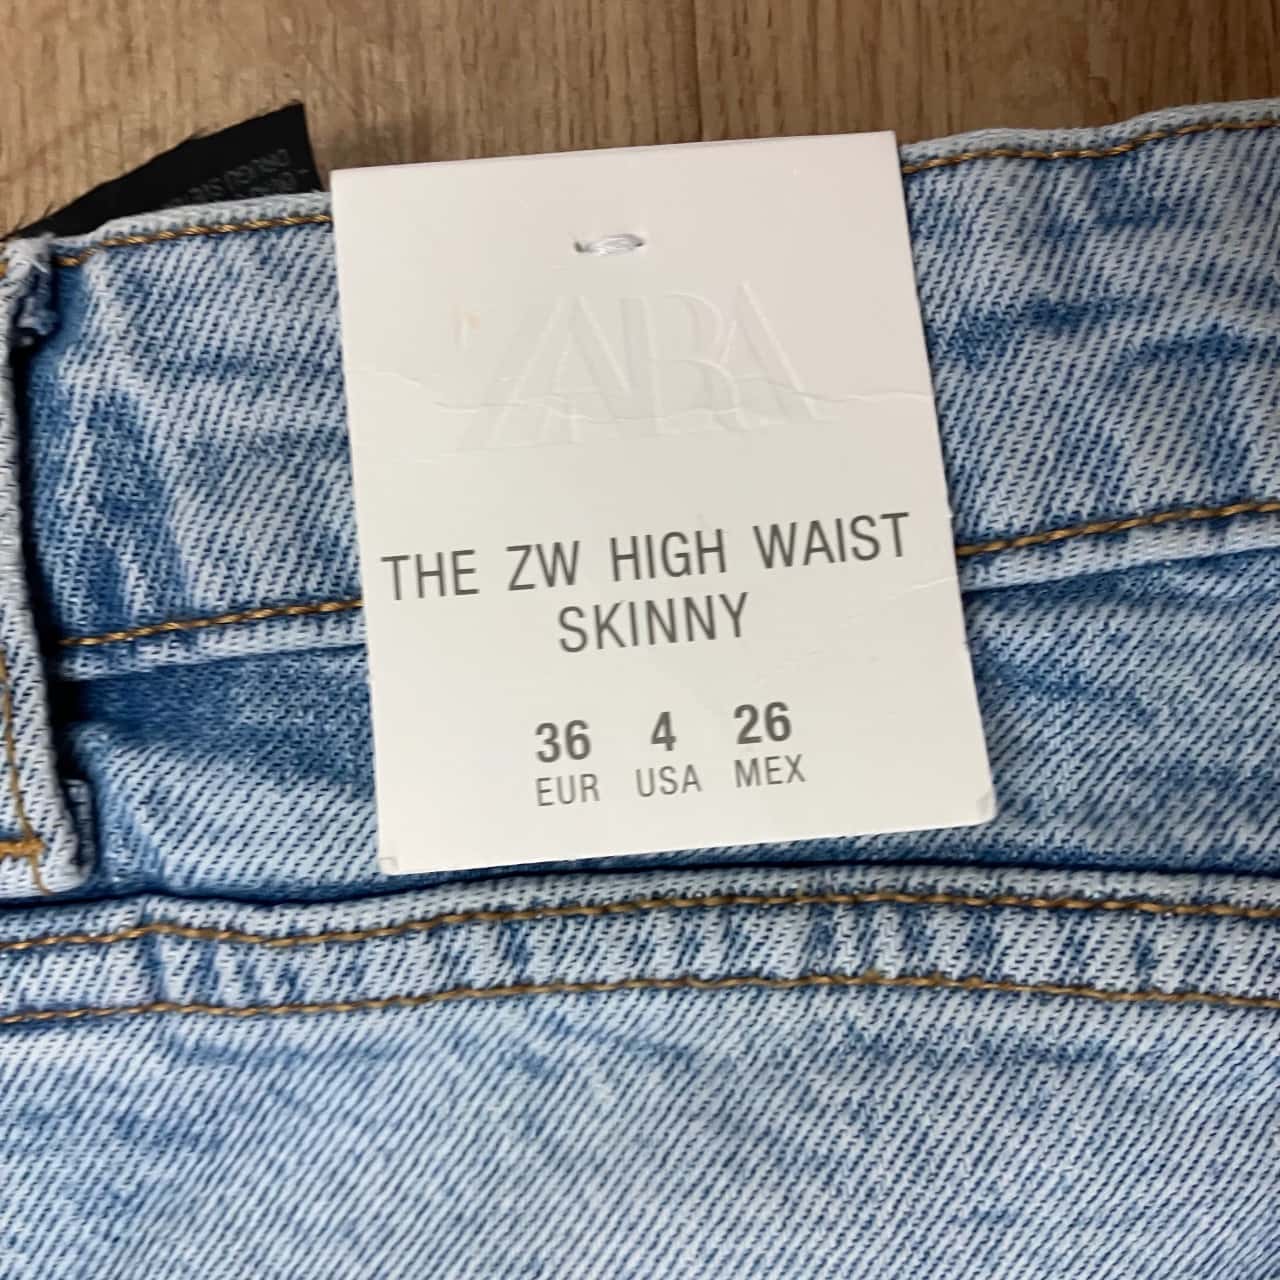 ZARA
THE ZW HIGH WAIST
SKINNY
36 4 26
EUR USA MEX